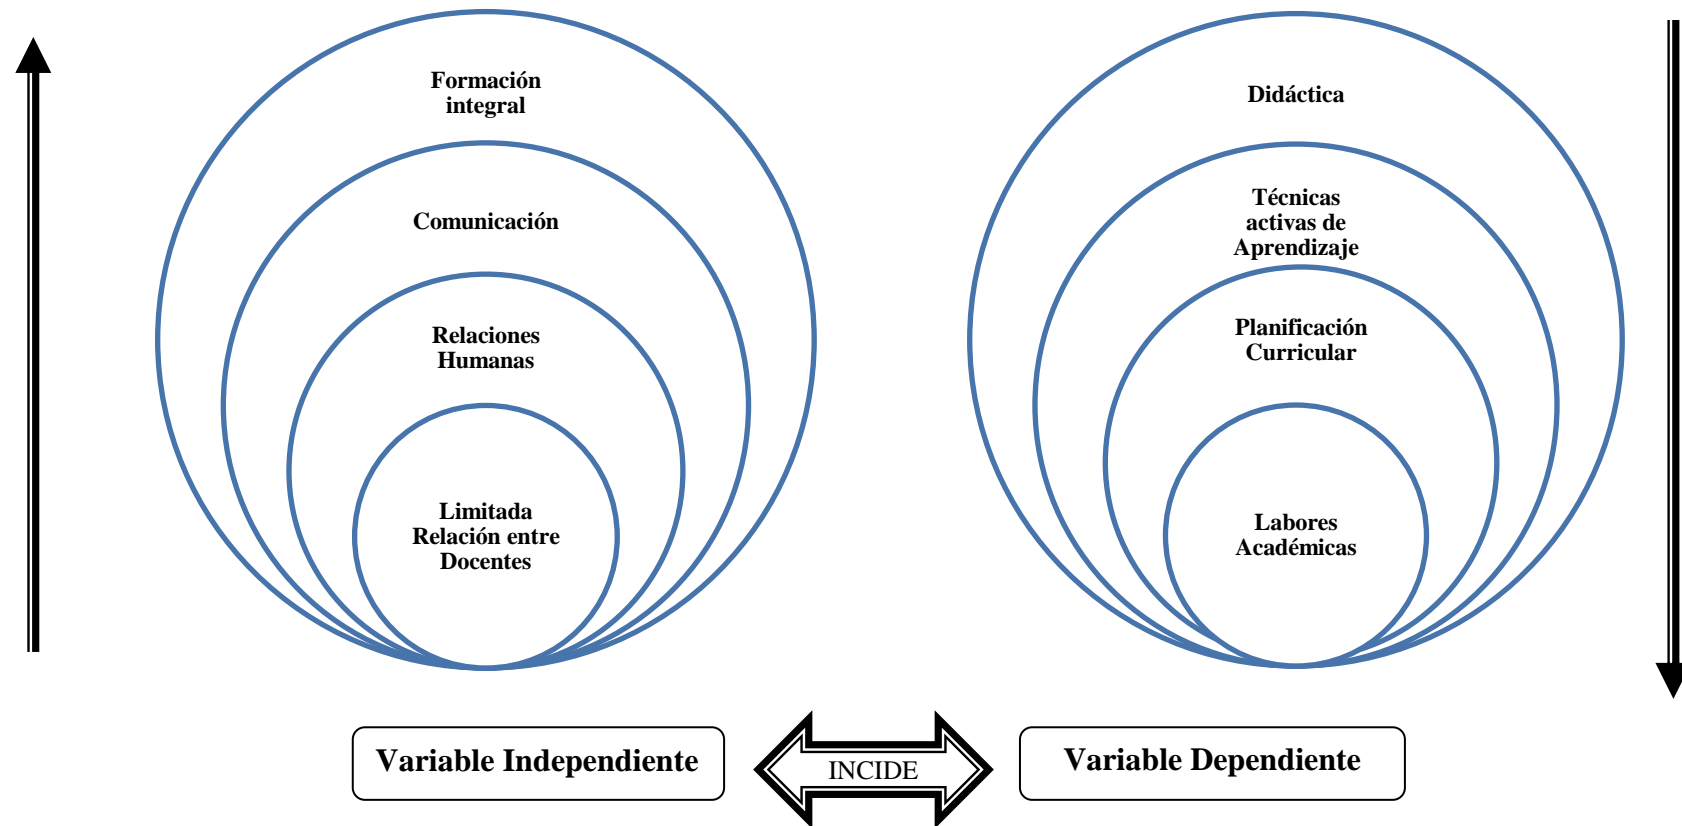 Formación
integral
Comunicación
Relaciones
Humanas
Limitada
Relación entre
Docentes
Didáctica
Técnicas
activas de
Aprendizaje
Planificación
Curricular
Labores
Académicas
Variable Independiente
INCIDE
Variable Dependiente